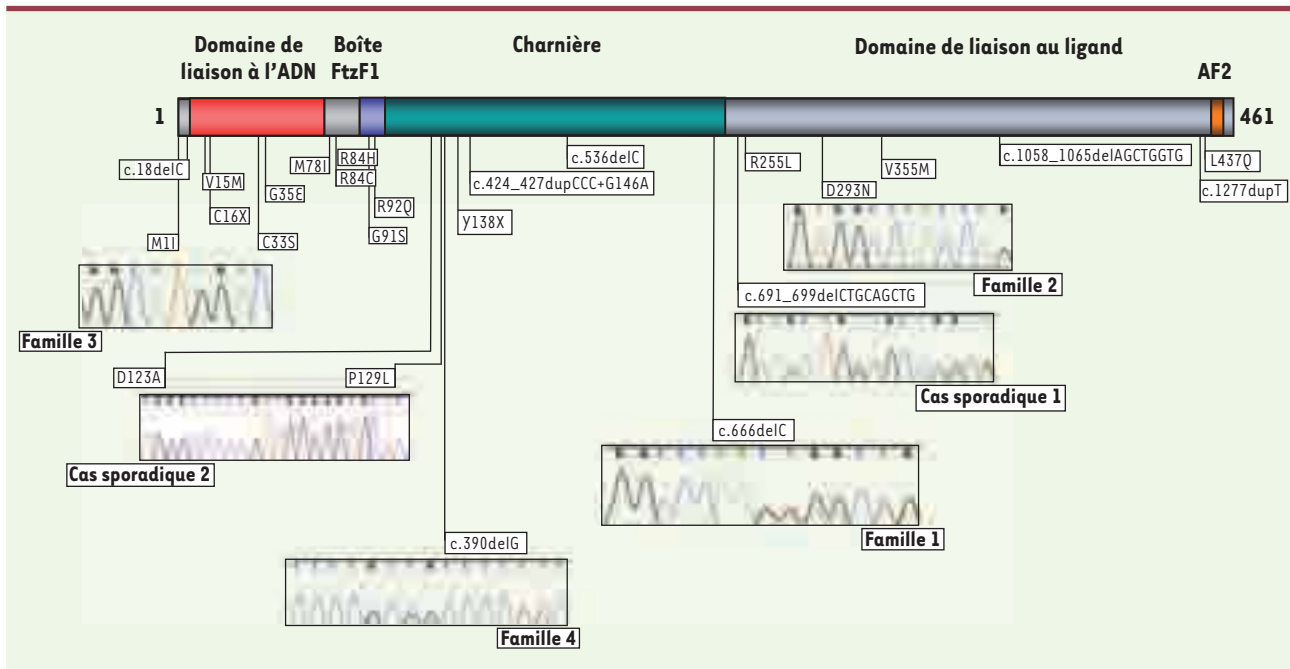 Domaine de
liaison à l'ADN
Boîte
FtzF1
Charnière
Domaine de liaison au ligand
AF2
1
461
c.18delC
V15M
C16X
M1I
G35E
C33S
M78I
R84H
R84C
R92Q
G91S
c.536delC
c.424_427dupCCC+G146A
Y138X
R255L
D293N
V355M
c.1058_1065delAGCTGGTG
L437Q
c.1277dupT
Famille 3
Famille 2
c.691_699delCTGCAGCTG
Cas sporadique 1
D123A
P129L
Cas sporadique 2
c.666delC
Famille 1
c.390delG
Famille 4